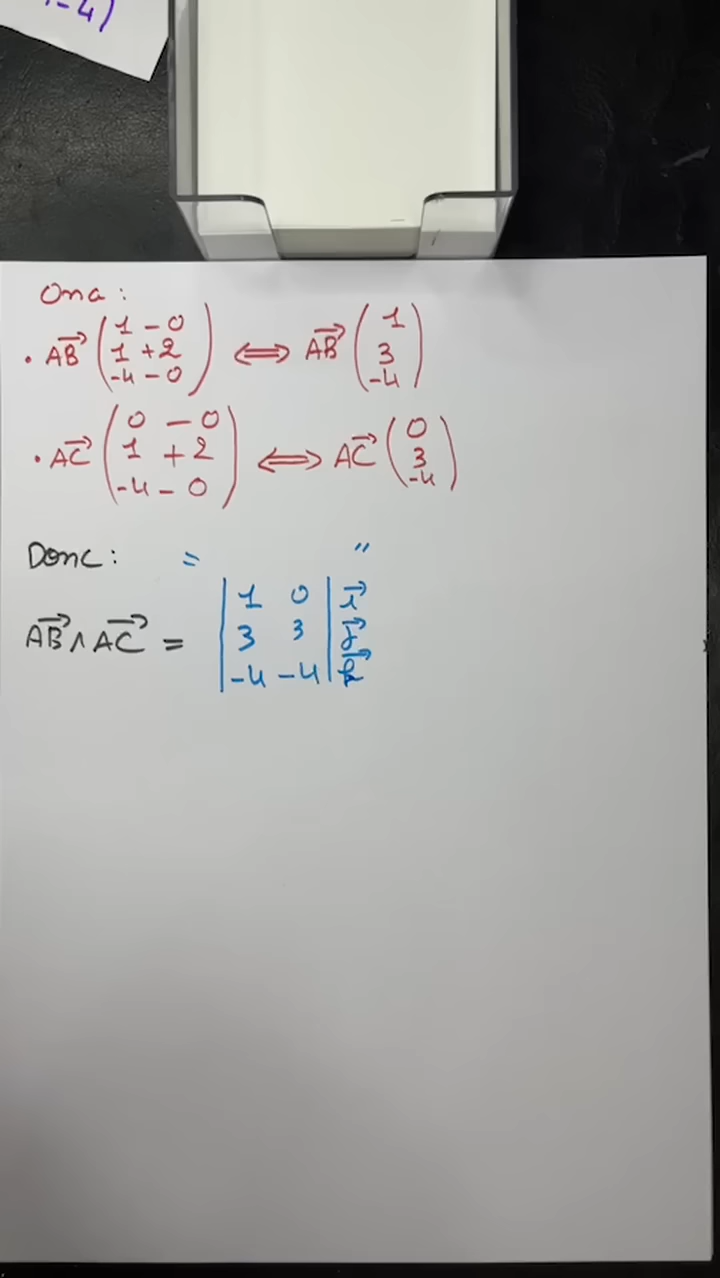 -4)
On a :
. AB→ ( 1 - 0 ; 1 + 2 ; -4 - 0 ) ⟺ AB→ ( 1 ; 3 ; -4 )
. AC→ ( 0 - 0 ; 1 + 2 ; -4 - 0 ) ⟺ AC→ ( 0 ; 3 ; -4 )
Donc : " "
AB→ ∧ AC→ = | 1 0 ; 3 3 ; -4 -4 | i→ ; j→ ; k→